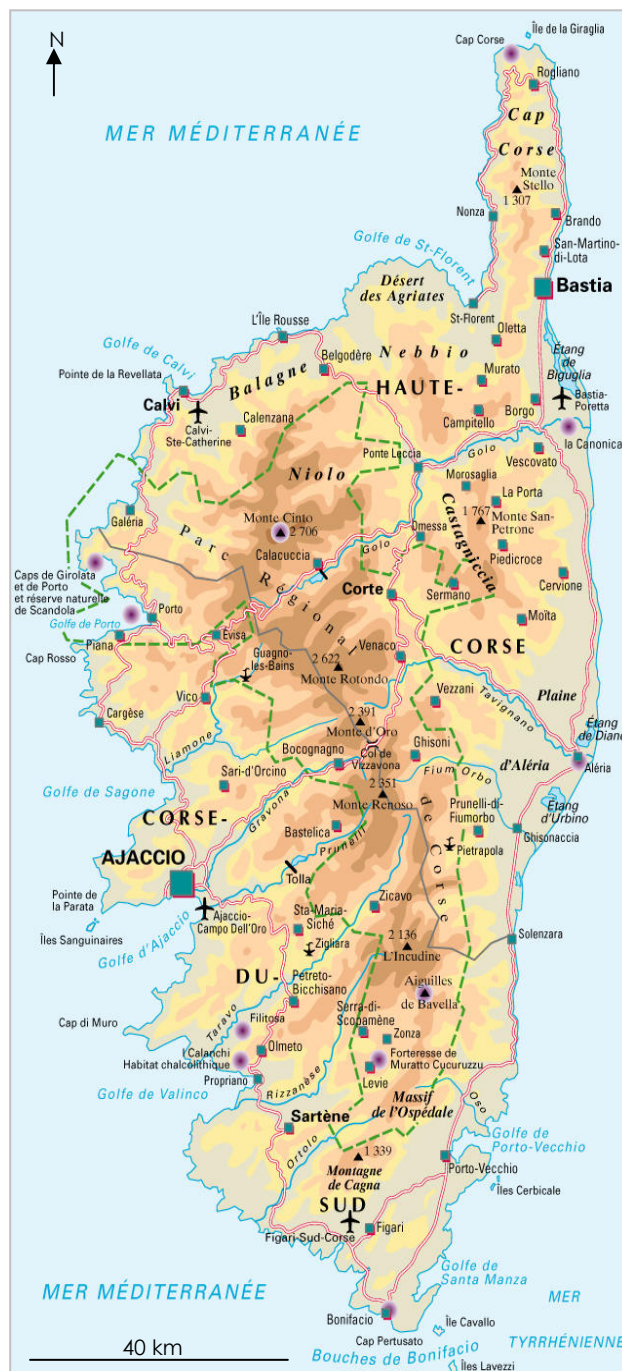 N
Île de la Giraglia
Cap Corse
Rogliano
MER MÉDITERRANÉE
Cap
Corse
Monte
Stello
1 307
Nonza
Brando
San-Martino-
di-Lota
Golfe de St-Florent
Désert
des Agriates
Bastia
St-Florent
L'Île Rousse
Oletta
Golfe de Calvi
Nebbio
Étang
de
Biguglia
Belgodère
Pointe de la Revellata
Balagne
Murato
HAUTE-
Calvi
Bastia-
Poretta
Borgo
Calvi-
Ste-Catherine
Calenzana
Campitello
la Canonica
Golo
Ponte Leccia
Vescovato
Niolo
Morosaglia
La Porta
Galéria
Monte Cinto
2 706
1 767
Monte San-
Petrone
Castagniccia
Omessa
Parc Régional de Corse
Golo
Calacuccia
Piedicroce
Caps de Girolata
et de Porto
et réserve naturelle
de Scandola
Cervione
Corte
Sermano
Porto
Moïta
Golfe de Porto
Piana
Évisa
CORSE
Cap Rosso
Guagno-
les-Bains
2 622
Monte Rotondo
Venaco
Vico
Vezzani
Plaine
Tavignano
Cargèse
2 391
Monte d'Oro
Étang
de Diane
Liamone
Bocognagno
Col de
Vizzavona
Ghisoni
d'Aléria
Aléria
Sari-d'Orcino
Fium Orbo
Golfe de Sagone
2 351
Monte Renoso
Étang
d'Urbino
CORSE-
Gravona
Prunelli-di-
Fiumorbo
Bastelica
Prunelli
Ghisonaccia
AJACCIO
Pietrapola
Tolla
Pointe de
la Parata
Zicavo
Ajaccio-
Campo Dell'Oro
Sta-Maria-
Siché
Îles Sanguinaires
2 136
L'Incudine
Solenzara
Golfe d'Ajaccio
Zigliara
DU-
Petreto-
Bicchisano
Aiguilles
de Bavella
Taravo
Serra-di-
Scopamène
Cap di Muro
Filitosa
Zonza
I Calanchi
Habitat chalcolithique
Olmeto
Forteresse de
Muratto Cucuruzzu
Levie
Propriano
Rizzanèse
Golfe de Valinco
Massif
de l'Ospédale
Oso
Sartène
Golfe de
Porto-Vecchio
Ortolo
1 339
Porto-Vecchio
Montagne
de Cagna
Îles Cerbicale
SUD
Figari-Sud-Corse
Figari
Golfe de
Santa Manza
MER MÉDITERRANÉE
MER
TYRRHÉNIENNE
Bonifacio
Île Cavallo
40 km
Cap Pertusato
Bouches de Bonifacio
Îles Lavezzi